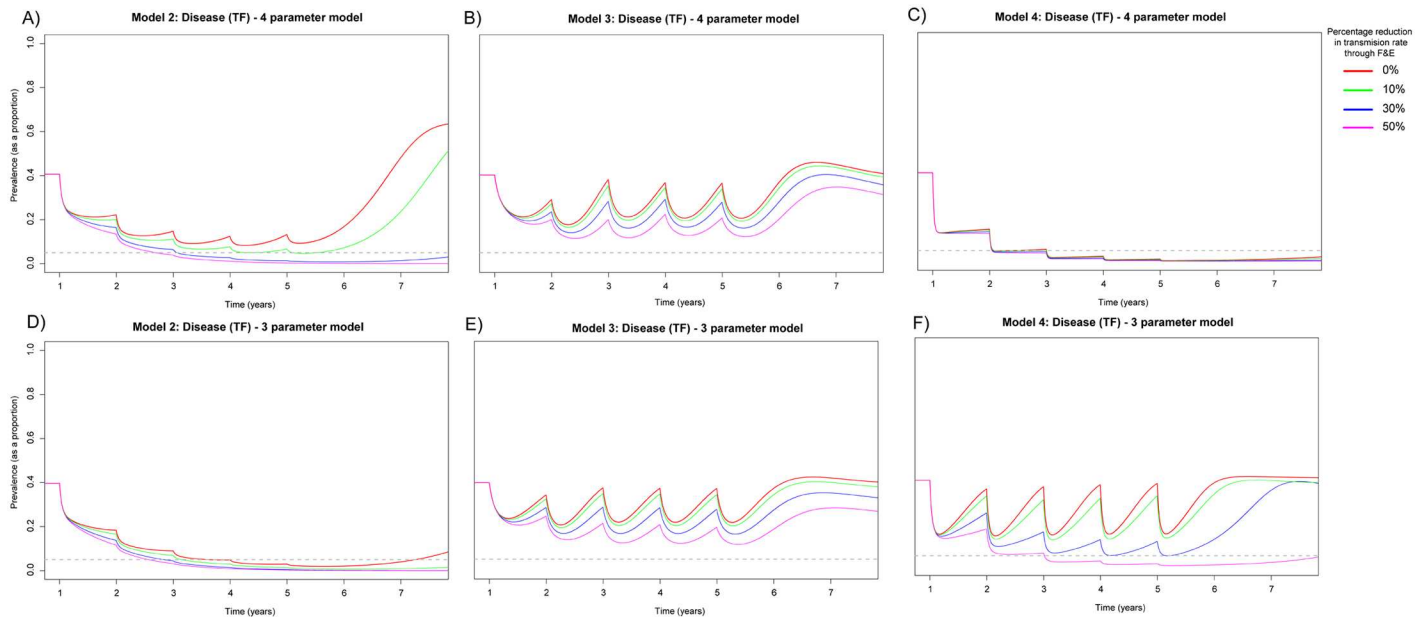 A)
Model 2: Disease (TF) - 4 parameter model
1.0
0.8
0.6
0.4
0.2
0.0
Prevalence (as a proportion)
1 2 3 4 5 6 7
Time (years)
B)
Model 3: Disease (TF) - 4 parameter model
1 2 3 4 5 6 7
Time (years)
C)
Model 4: Disease (TF) - 4 parameter model
1 2 3 4 5 6 7
Time (years)
Percentage reduction
in transmision rate
through F&E
0%
10%
30%
50%
D)
Model 2: Disease (TF) - 3 parameter model
1.0
0.8
0.6
0.4
0.2
0.0
Prevalence (as a proportion)
1 2 3 4 5 6 7
Time (years)
E)
Model 3: Disease (TF) - 3 parameter model
1 2 3 4 5 6 7
Time (years)
F)
Model 4: Disease (TF) - 3 parameter model
1 2 3 4 5 6 7
Time (years)